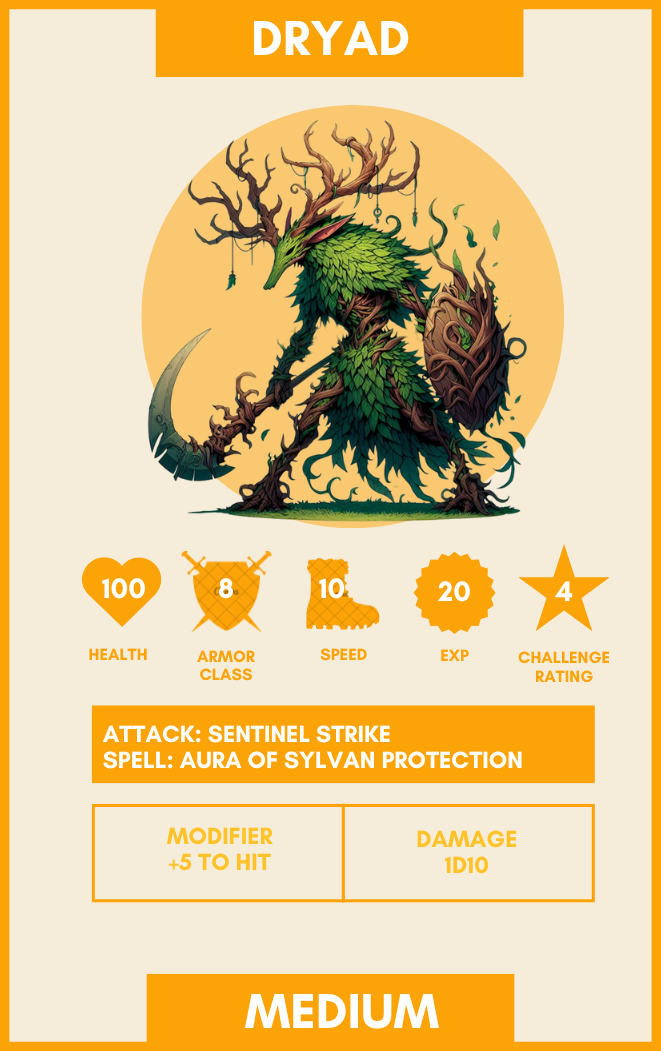 DRYAD
100
8
10
20
4
HEALTH
ARMOR
CLASS
SPEED
EXP
CHALLENGE
RATING
ATTACK: SENTINEL STRIKE
SPELL: AURA OF SYLVAN PROTECTION
MODIFIER
+5 TO HIT
DAMAGE
1D10
MEDIUM